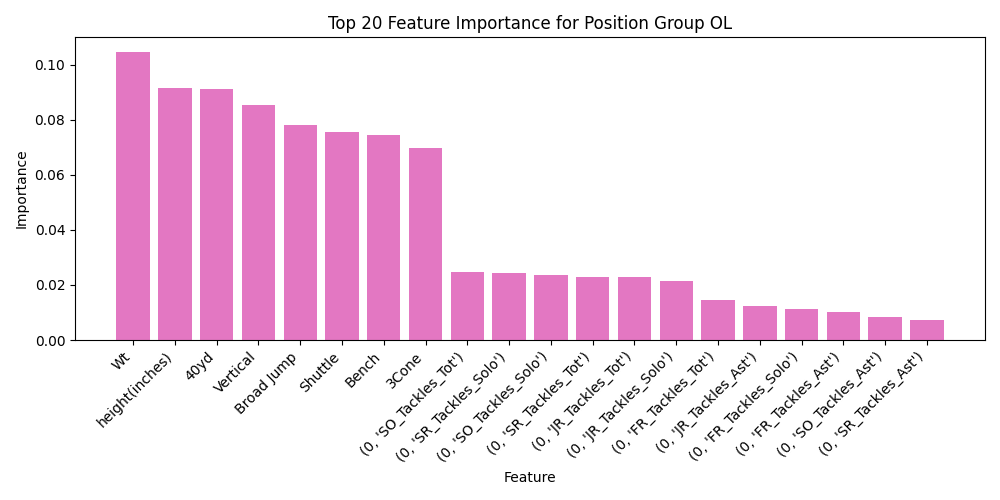 Top 20 Feature Importance for Position Group OL
Importance
0.10
0.08
0.06
0.04
0.02
0.00
Wt
height(inches)
40yd
Vertical
Broad Jump
Shuttle
Bench
3Cone
(0, 'SO_Tackles_Tot')
(0, 'SR_Tackles_Solo')
(0, 'SO_Tackles_Solo')
(0, 'SR_Tackles_Tot')
(0, 'JR_Tackles_Tot')
(0, 'JR_Tackles_Solo')
(0, 'FR_Tackles_Tot')
(0, 'JR_Tackles_Ast')
(0, 'FR_Tackles_Solo')
(0, 'FR_Tackles_Ast')
(0, 'SO_Tackles_Ast')
(0, 'SR_Tackles_Ast')
Feature